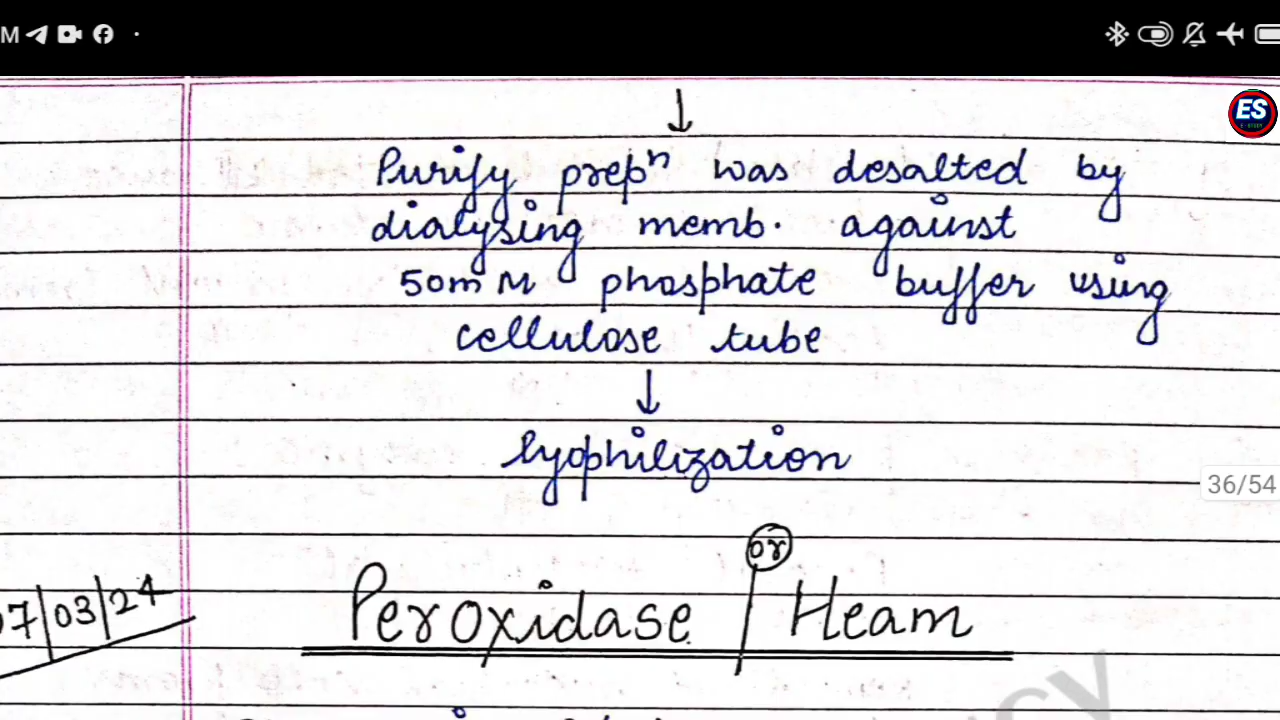 M
ES
↓
Purify prepⁿ was desalted by
dialysing memb. against
50mM phosphate buffer using
cellulose tube
↓
lyophilization
36/54
or
07/03/24
Peroxidase / Heam